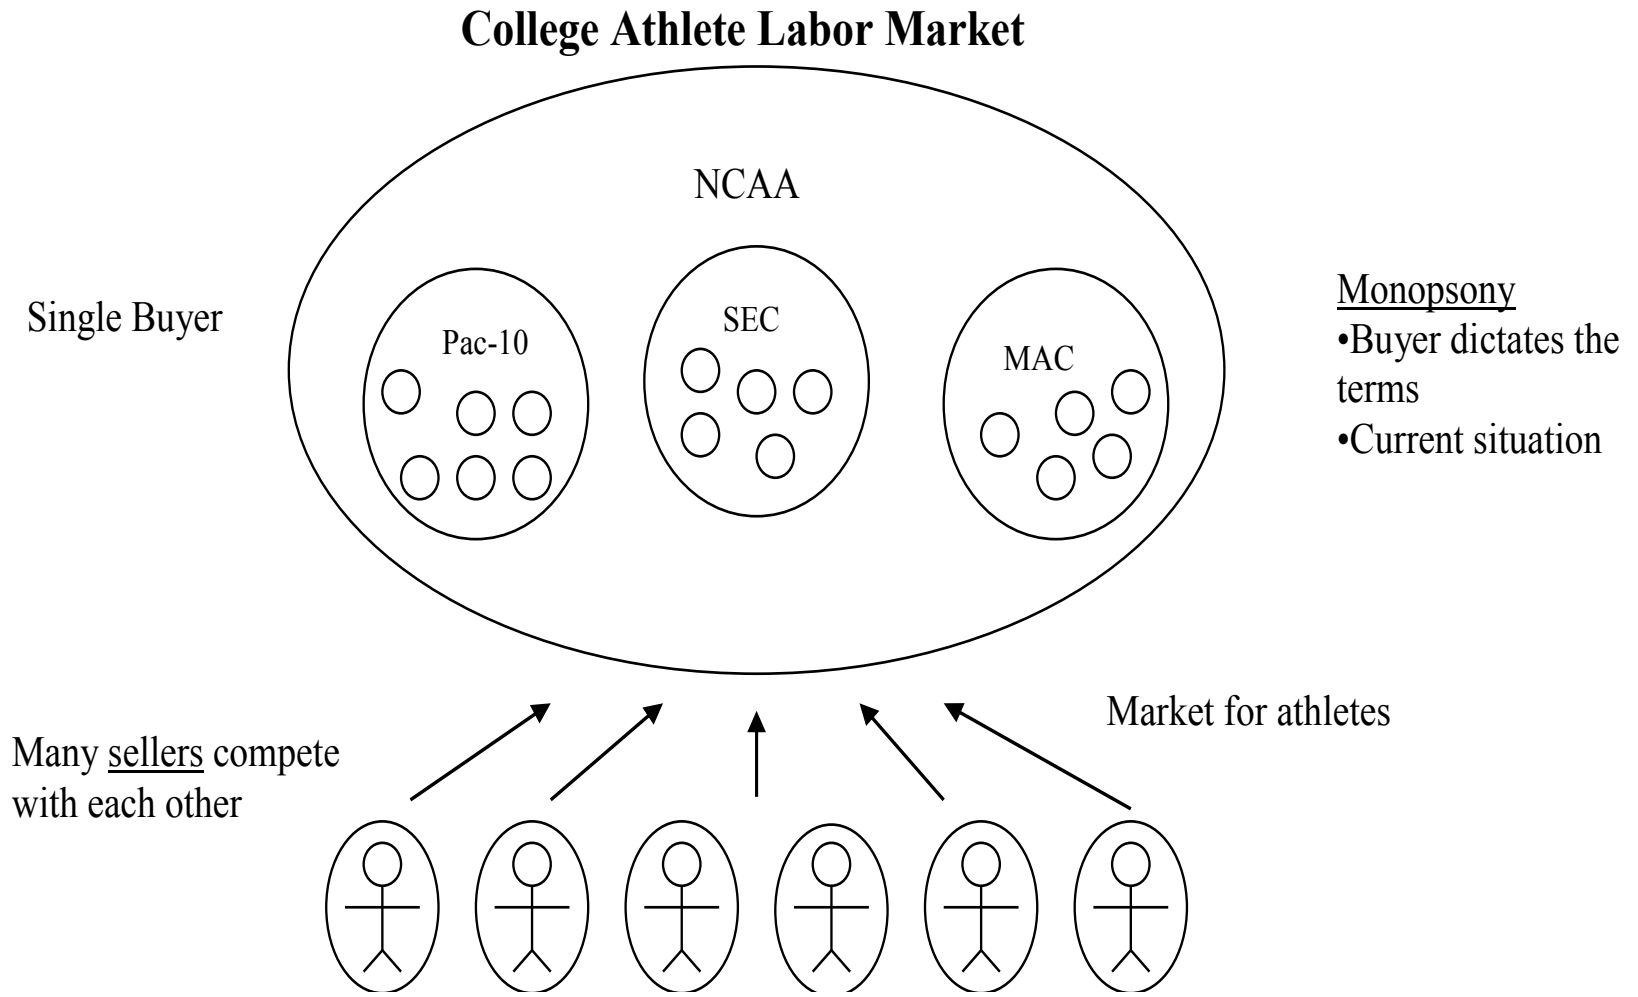 College Athlete Labor Market
NCAA
Single Buyer
Pac-10
SEC
MAC
Monopsony
•Buyer dictates the
terms
•Current situation
Market for athletes
Many sellers compete
with each other